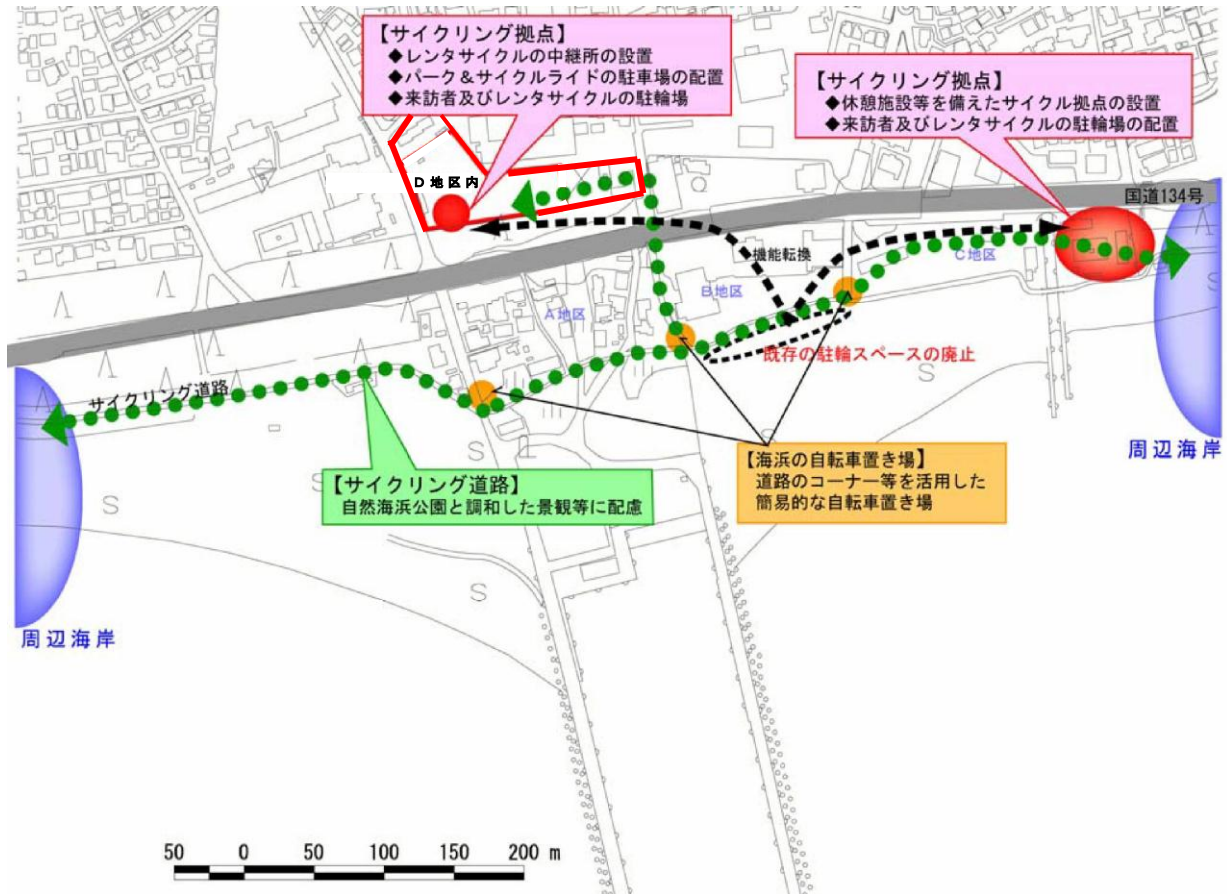 【サイクリング拠点】
◆レンタサイクルの中継所の設置
◆パーク＆サイクルライドの駐車場の配置
◆来訪者及びレンタサイクルの駐輪場
【サイクリング拠点】
◆休憩施設等を備えたサイクル拠点の設置
◆来訪者及びレンタサイクルの駐輪場の配置
D地区内
国道134号
機能転換
C地区
B地区
A地区
既存の駐輪スペースの廃止
サイクリング道路
周辺海岸
【サイクリング道路】
自然海浜公園と調和した景観等に配慮
【海浜の自転車置き場】
道路のコーナー等を活用した
簡易的な自転車置き場
周辺海岸
S
S
S
S
S
50 0 50 100 150 200 m